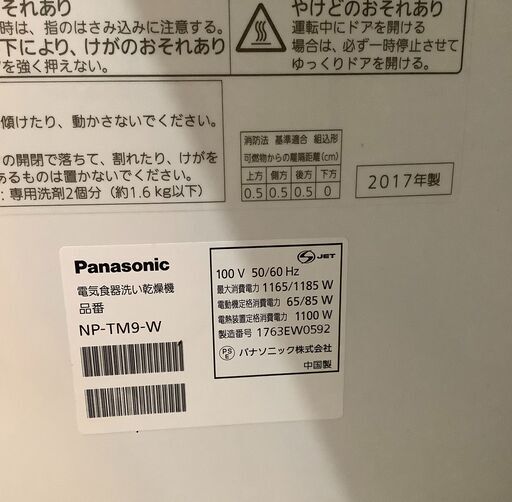 それあり
時は、指のはさみ込みに注意する。
下により、けがのおそれあり
を強く押えない。
やけどのおそれあり
運転中にドアを開ける
場合は、必ず一時停止させて
ゆっくりドアを開ける。
傾けたり、動かさないでください。
の開閉で落ちて、割れたり、けがを
あるものは置かないでください。
:専用洗剤2個分(約1.6 kg以下)
消防法 基準適合 組込形
可燃物からの離隔距離(cm)
上方 側方 後方 下方
0.5 0.5 0.5 0
2017年製
Panasonic
電気食器洗い乾燥機
品番
NP-TM9-W
JET
100 V 50/60 Hz
最大消費電力 1165/1185 W
電動機定格消費電力 65/85 W
電熱装置定格消費電力 1100 W
製造番号 1763EW0592
PSE パナソニック株式会社
中国製